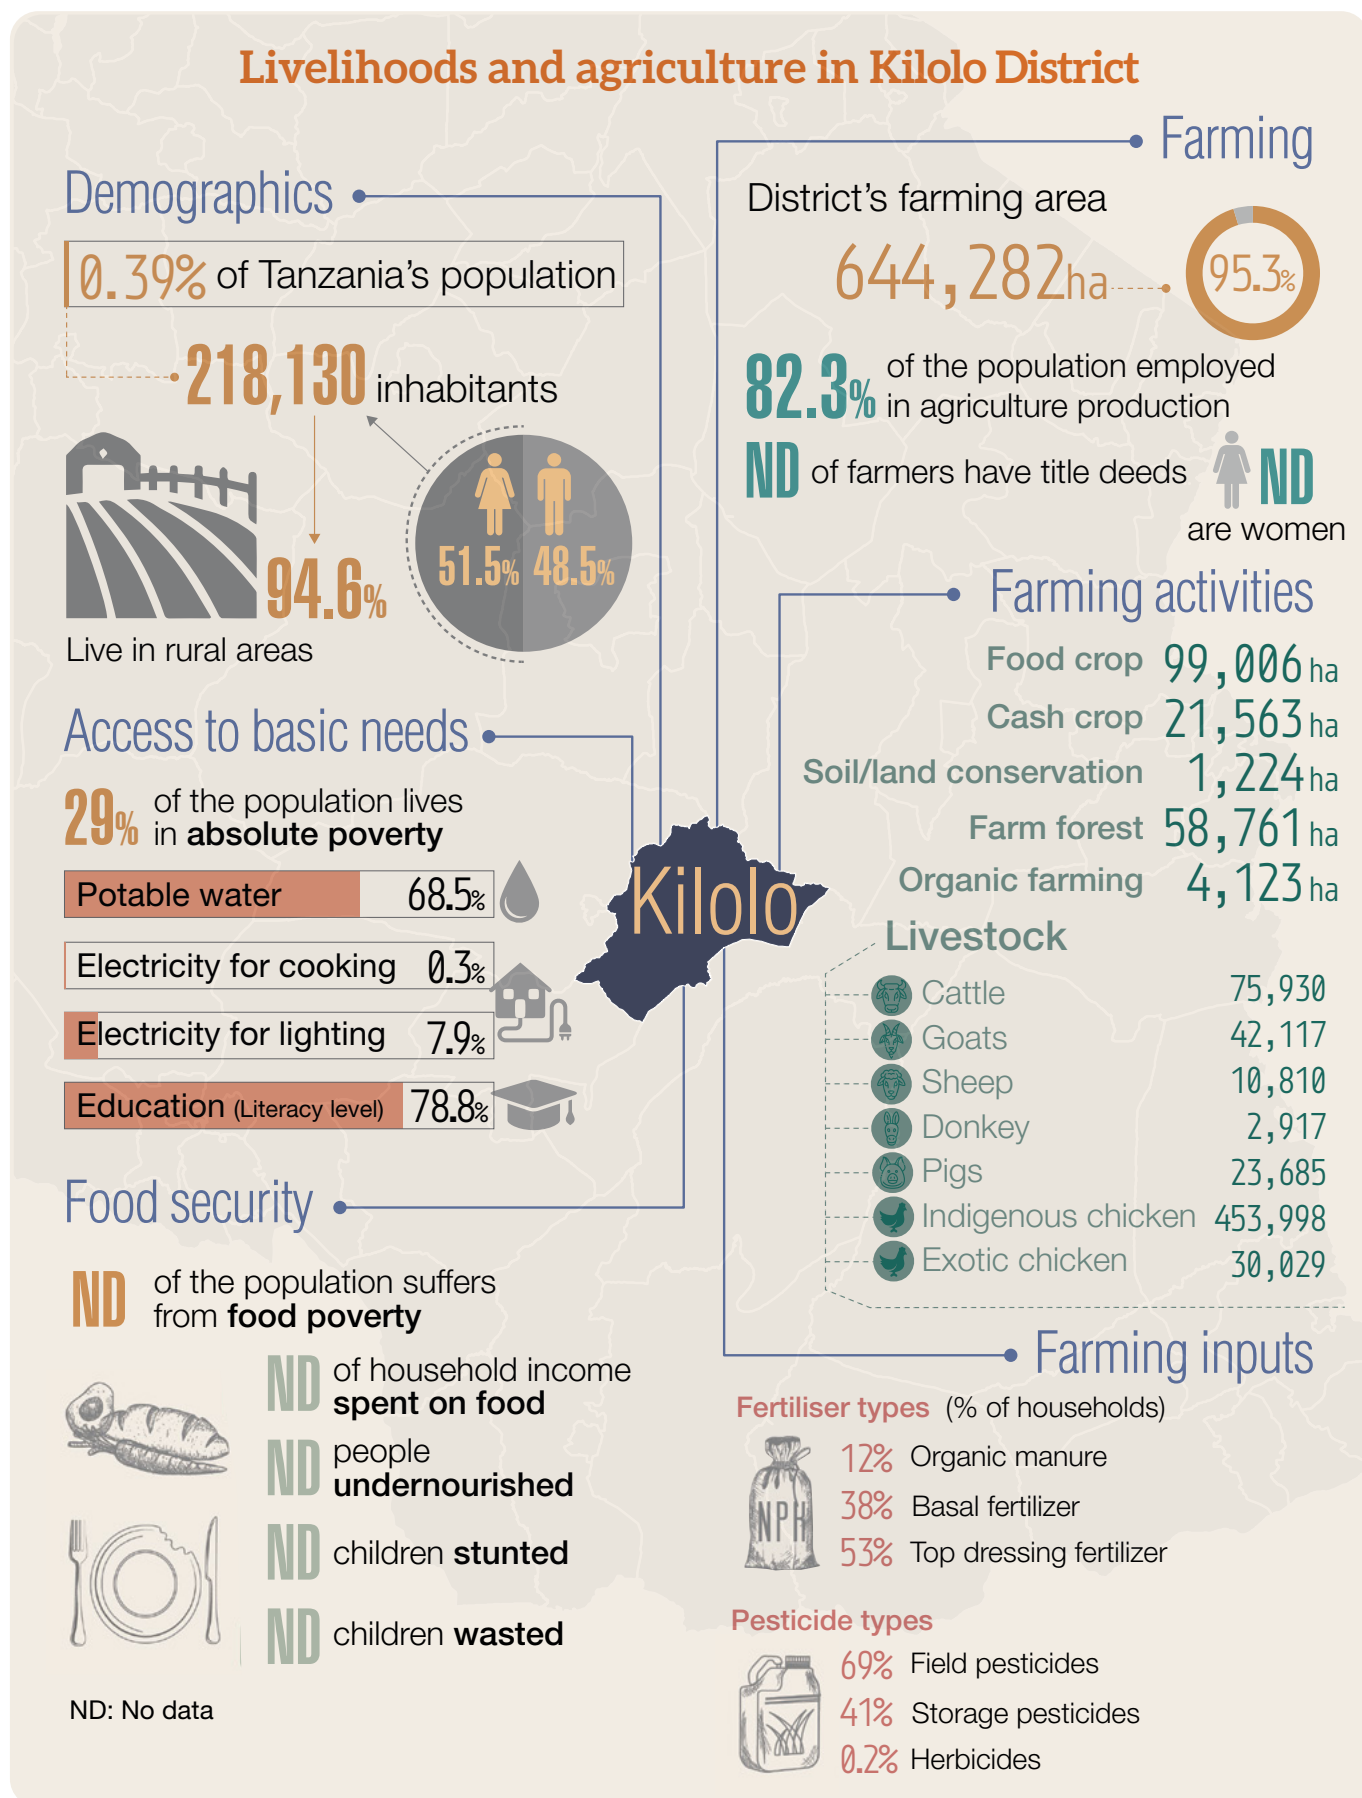 Livelihoods and agriculture in Kilolo District
Demographics
0.39% of Tanzania's population
218,130 inhabitants
51.5% 48.5%
94.6%
Live in rural areas
Access to basic needs
29% of the population lives
in absolute poverty
Potable water 68.5%
Electricity for cooking 0.3%
Electricity for lighting 7.9%
Education (Literacy level) 78.8%
Food security
ND of the population suffers
from food poverty
ND of household income
spent on food
ND people
undernourished
ND children stunted
ND children wasted
ND: No data
Kilolo
Farming
District's farming area
644,282ha
95.3%
82.3% of the population employed
in agriculture production
ND of farmers have title deeds
ND
are women
Farming activities
Food crop 99,006 ha
Cash crop 21,563 ha
Soil/land conservation 1,224 ha
Farm forest 58,761 ha
Organic farming 4,123 ha
Livestock
Cattle 75,930
Goats 42,117
Sheep 10,810
Donkey 2,917
Pigs 23,685
Indigenous chicken 453,998
Exotic chicken 30,029
Farming inputs
Fertiliser types (% of households)
NPK
12% Organic manure
38% Basal fertilizer
53% Top dressing fertilizer
Pesticide types
69% Field pesticides
41% Storage pesticides
0.2% Herbicides